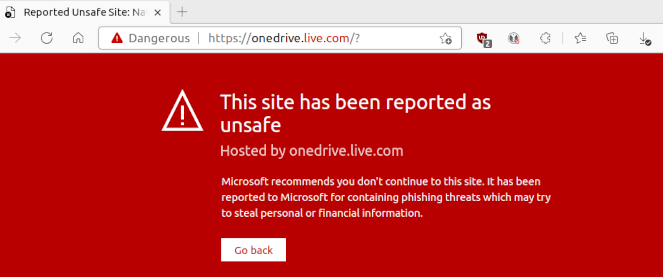 Reported Unsafe Site: Na
Dangerous | https://onedrive.live.com/?
2
This site has been reported as
unsafe
Hosted by onedrive.live.com
Microsoft recommends you don't continue to this site. It has been
reported to Microsoft for containing phishing threats which may try
to steal personal or financial information.
Go back